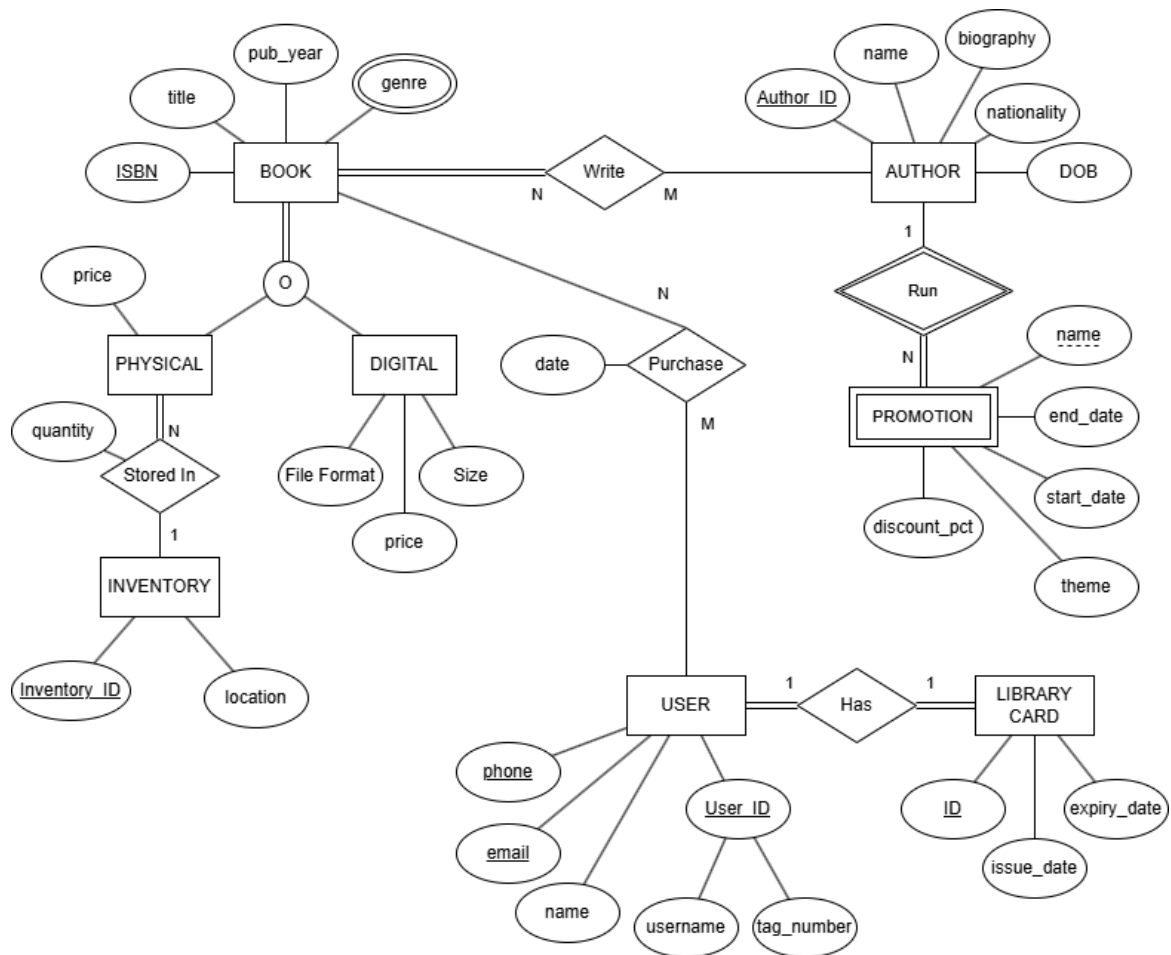 biography
name
pub_year
genre
title
Author_ID
nationality
ISBN
BOOK
Write
AUTHOR
DOB
N
M
1
price
O
Run
N
name
PHYSICAL
DIGITAL
date
Purchase
N
PROMOTION
end_date
quantity
N
M
Stored In
File Format
Size
start_date
discount_pct
1
price
INVENTORY
theme
Inventory_ID
location
USER
1
Has
1
LIBRARY
CARD
phone
User_ID
ID
expiry_date
email
issue_date
name
username
tag_number